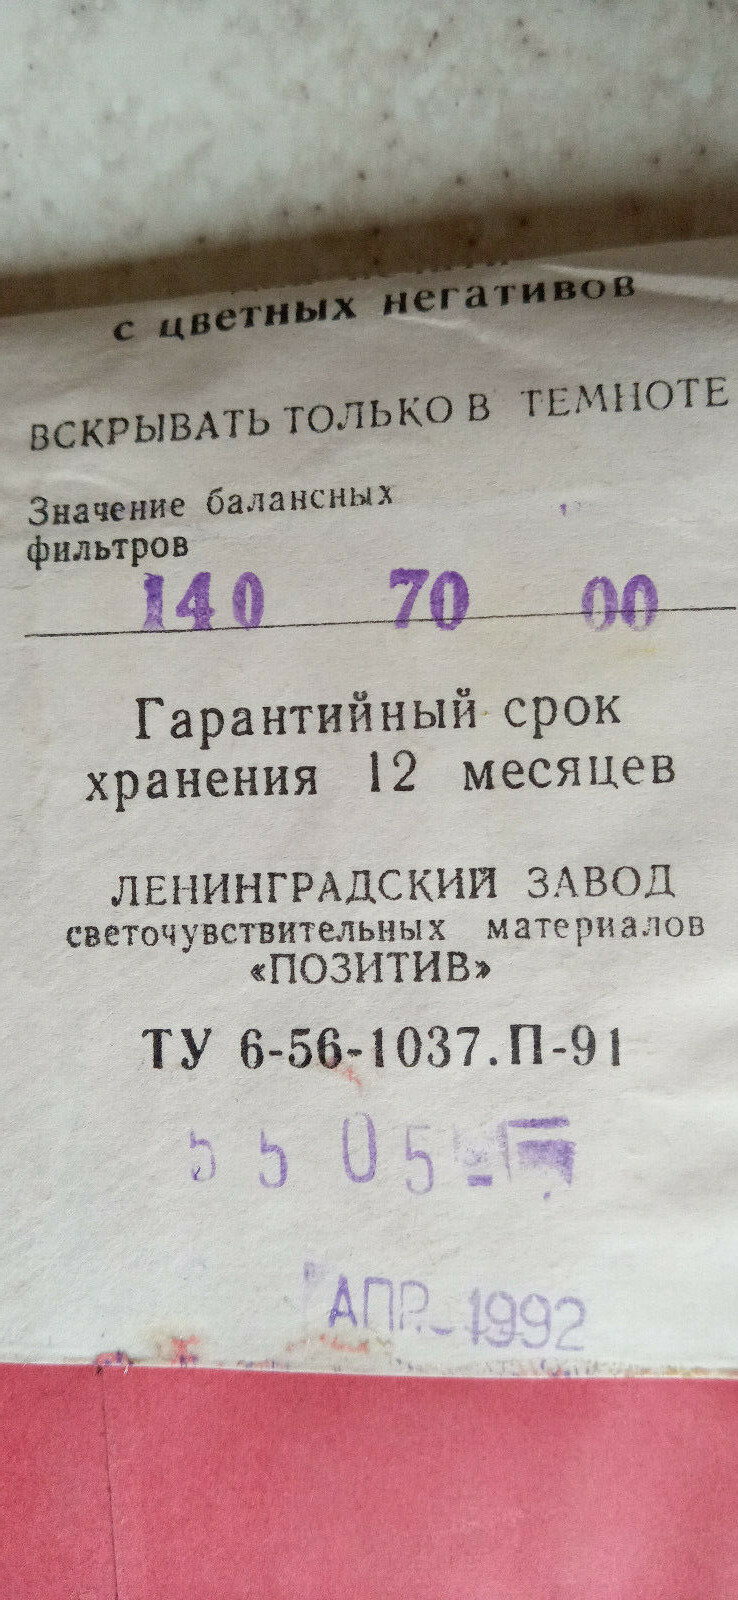 с цветных негативов
ВСКРЫВАТЬ ТОЛЬКО В ТЕМНОТЕ
Значение балансных
фильтров
140 70 00
Гарантийный срок
хранения 12 месяцев
ЛЕНИНГРАДСКИЙ ЗАВОД
светочувствительных материалов
«ПОЗИТИВ»
ТУ 6-56-1037.П-91
АПР.-1992